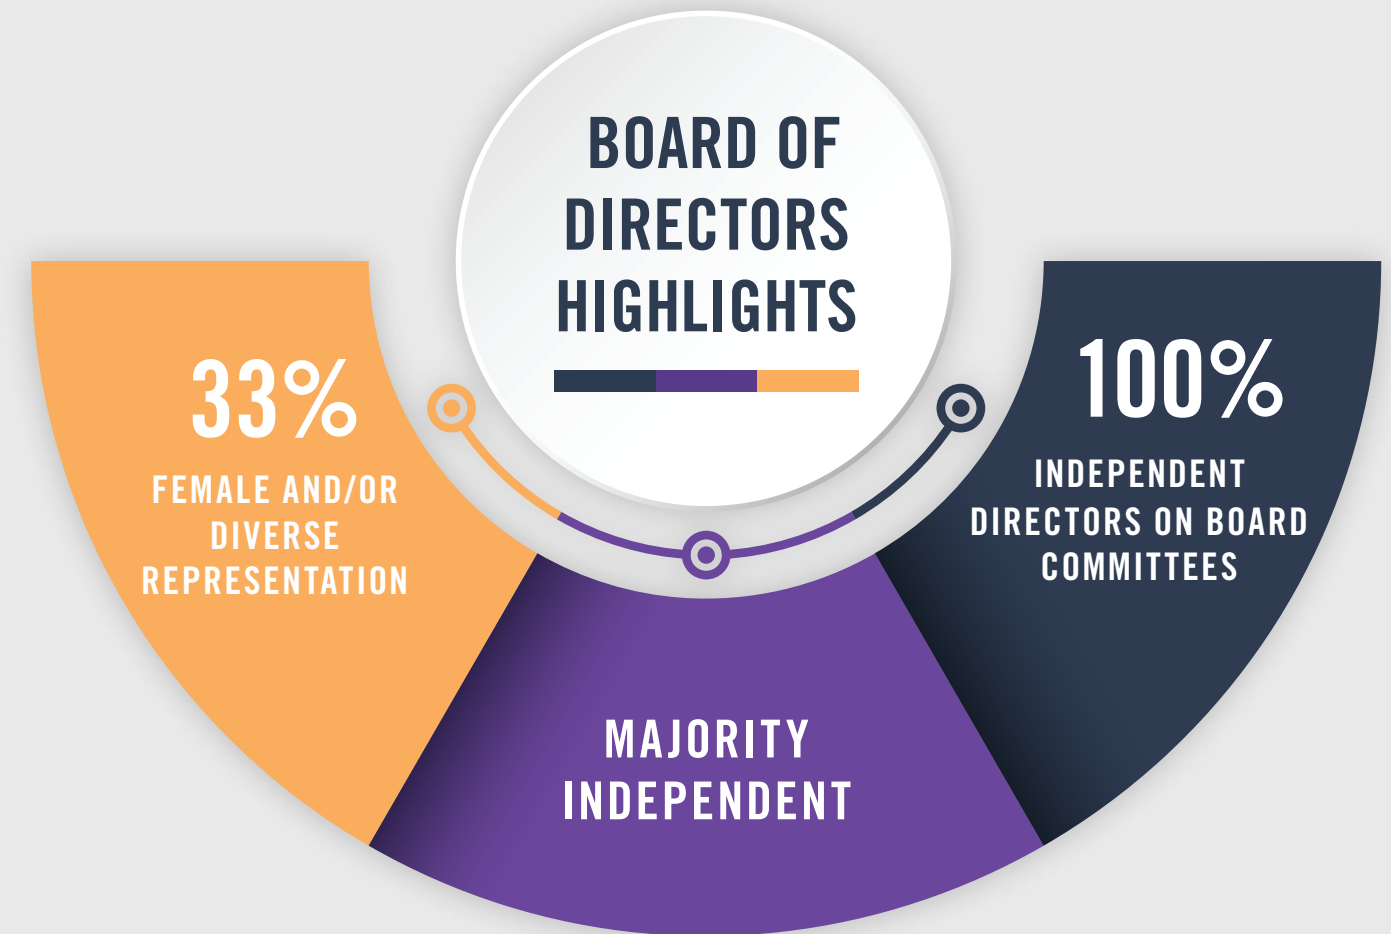 BOARD OF
DIRECTORS
HIGHLIGHTS
33%
FEMALE AND/OR
DIVERSE
REPRESENTATION
MAJORITY
INDEPENDENT
100%
INDEPENDENT
DIRECTORS ON BOARD
COMMITTEES